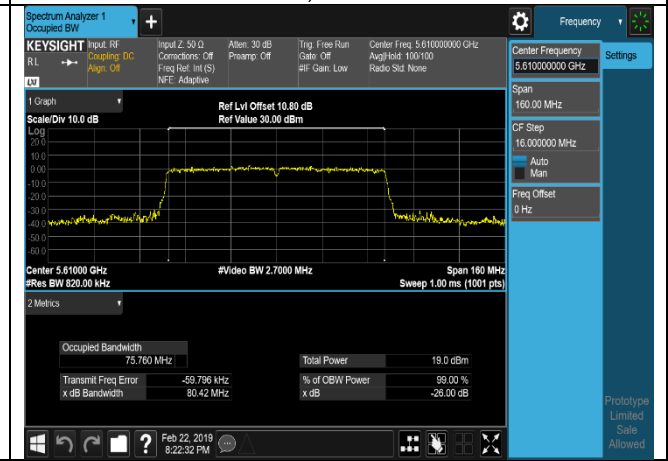 Spectrum Analyzer 1
Occupied BW
+
Frequency
KEYSIGHT
RL
LXI
Input: RF
Coupling: DC
Align: Off
Input Z: 50 Ω
Corrections: Off
Freq Ref: Int (S)
NFE: Adaptive
Atten: 30 dB
Preamp: Off
Trig: Free Run
Gate: Off
#IF Gain: Low
Center Freq: 5.610000000 GHz
Avg|Hold: 100/100
Radio Std: None
Center Frequency
5.610000000 GHz
Settings
Span
160.00 MHz
CF Step
16.000000 MHz
Auto
Man
Freq Offset
0 Hz
1 Graph
Scale/Div 10.0 dB
Ref Lvl Offset 10.80 dB
Ref Value 30.00 dBm
Log
20.0
10.0
0.00
-10.0
-20.0
-30.0
-40.0
-50.0
-60.0
Center 5.61000 GHz
#Video BW 2.7000 MHz
Span 160 MHz
#Res BW 820.00 kHz
Sweep 1.00 ms (1001 pts)
2 Metrics
Occupied Bandwidth
75.760 MHz
Total Power 19.0 dBm
Transmit Freq Error -59.796 kHz
% of OBW Power 99.00 %
x dB Bandwidth 80.42 MHz
x dB -26.00 dB
Prototype
Limited
Sale
Allowed
?
Feb 22, 2019
8:22:32 PM